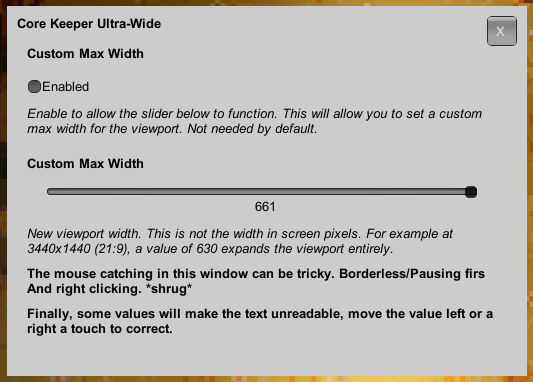 Core Keeper Ultra-Wide
X
Custom Max Width
Enabled
Enable to allow the slider below to function. This will allow you to set a custom
max width for the viewport. Not needed by default.
Custom Max Width
661
New viewport width. This is not the width in screen pixels. For example at
3440x1440 (21:9), a value of 630 expands the viewport entirely.
The mouse catching in this window can be tricky. Borderless/Pausing firs
And right clicking. *shrug*
Finally, some values will make the text unreadable, move the value left or a
right a touch to correct.